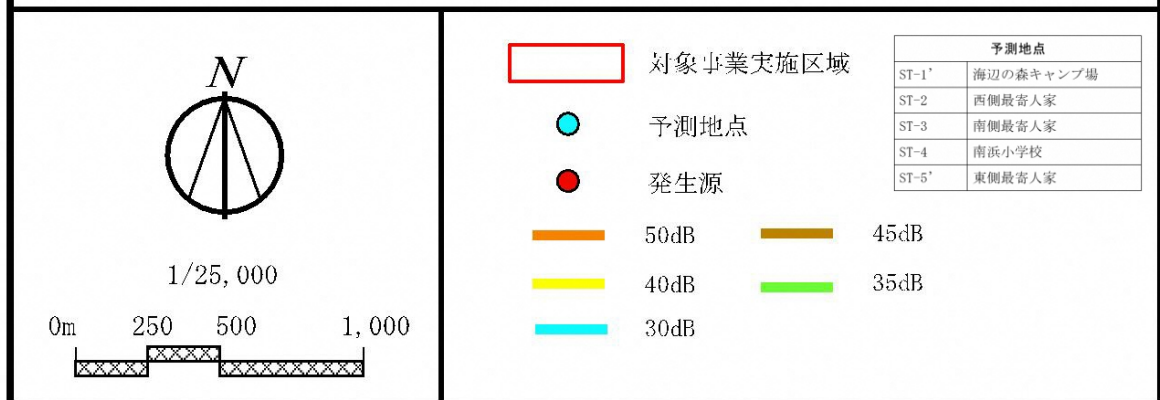 N
1/25,000
0m 250 500 1,000
対象事業実施区域
予測地点
発生源
50dB 45dB
40dB 35dB
30dB
予測地点
ST-1' 海辺の森キャンプ場
ST-2 西側最寄人家
ST-3 南側最寄人家
ST-4 南浜小学校
ST-5' 東側最寄人家